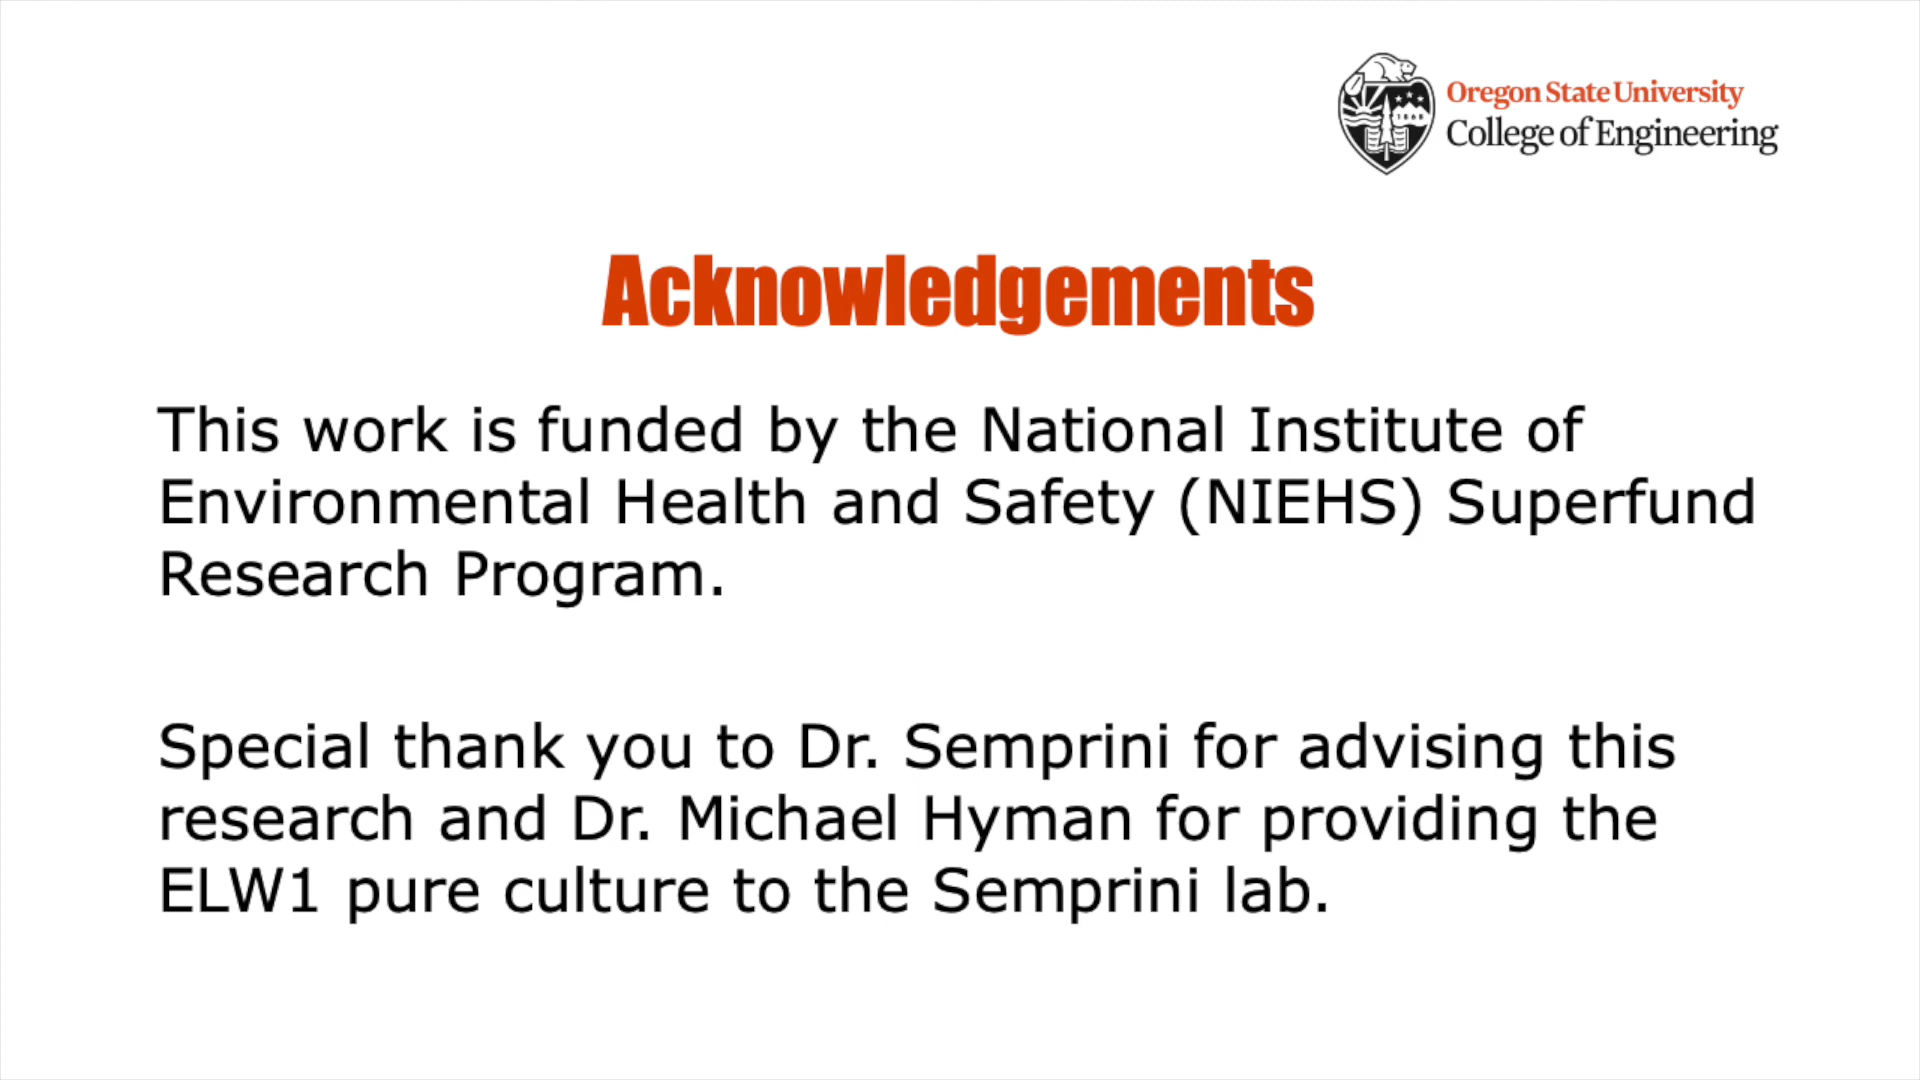 Oregon State University
College of Engineering
1868
Acknowledgements
This work is funded by the National Institute of
Environmental Health and Safety (NIEHS) Superfund
Research Program.
Special thank you to Dr. Semprini for advising this
research and Dr. Michael Hyman for providing the
ELW1 pure culture to the Semprini lab.